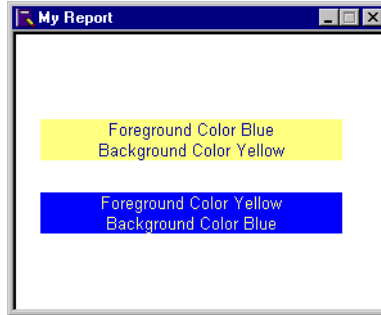 My Report
Foreground Color Blue
Background Color Yellow
Foreground Color Yellow
Background Color Blue